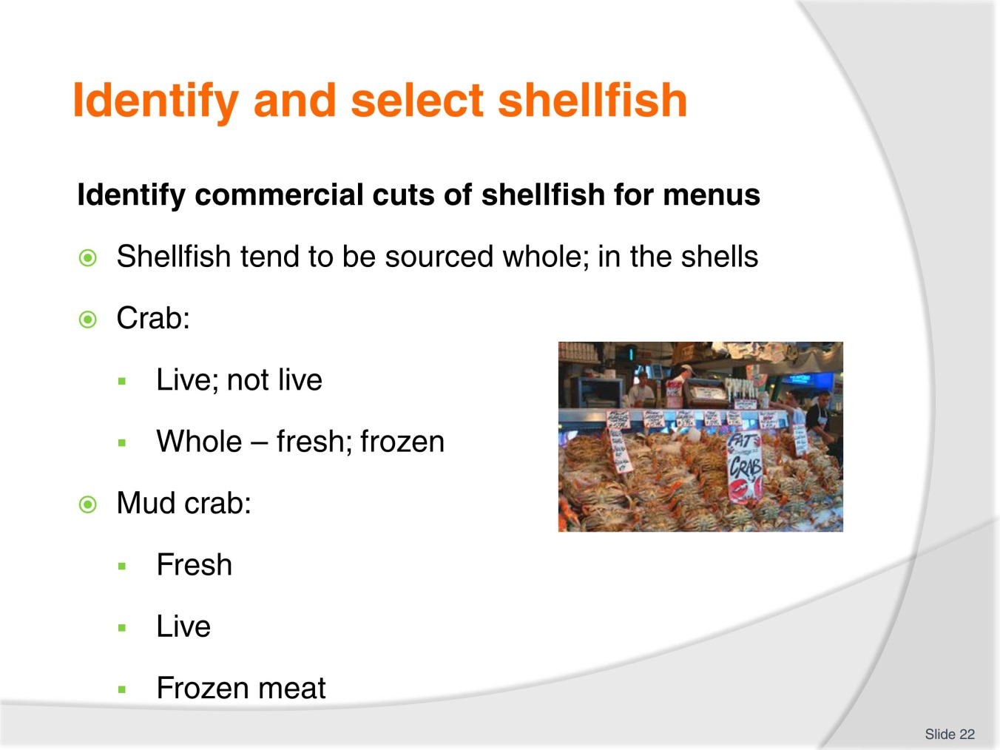 Identify and select shellfish
Identify commercial cuts of shellfish for menus
Shellfish tend to be sourced whole; in the shells
Crab:
Live; not live
Whole – fresh; frozen
Mud crab:
Fresh
Live
Frozen meat
FAT
CRAB
Slide 22